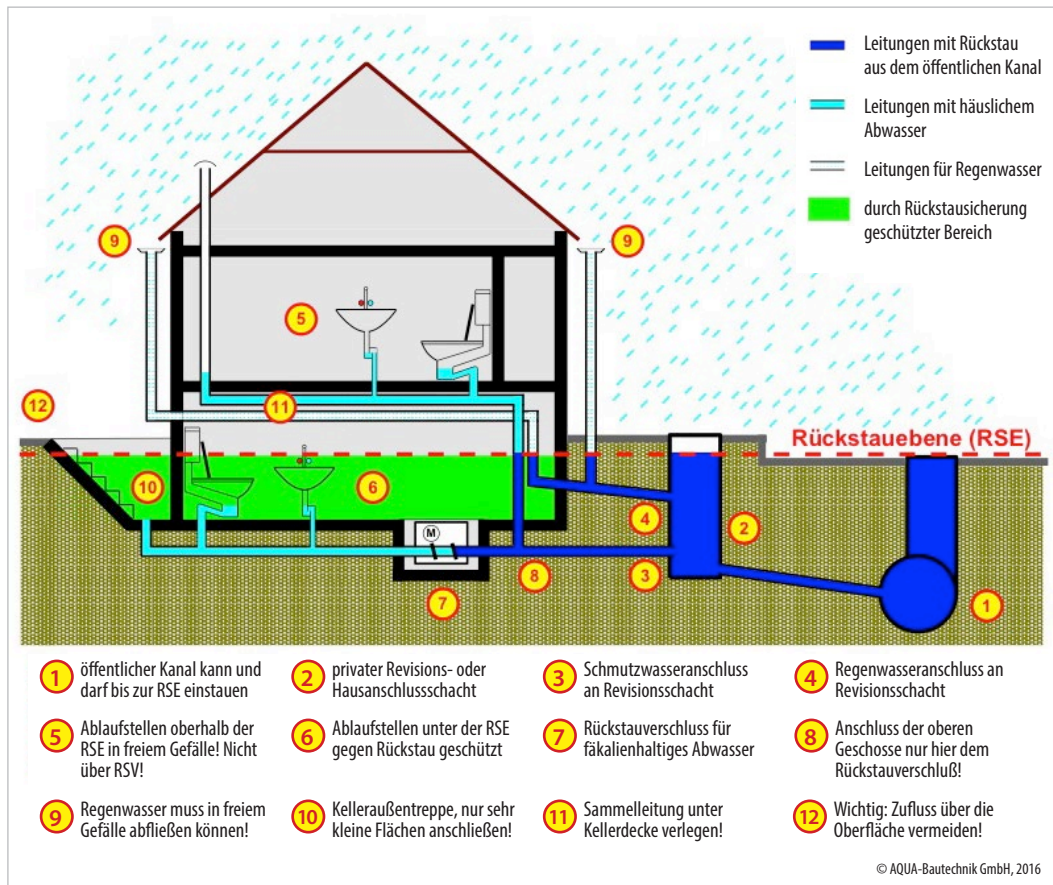 Leitungen mit Rückstau
aus dem öffentlichen Kanal
Leitungen mit häuslichem
Abwasser
Leitungen für Regenwasser
durch Rückstausicherung
geschützter Bereich
9
9
5
12
11
Rückstauebene (RSE)
10
6
4
2
M
8
3
7
1
1 öffentlicher Kanal kann und
darf bis zur RSE einstauen
2 privater Revisions- oder
Hausanschlussschacht
3 Schmutzwasseranschluss
an Revisionsschacht
4 Regenwasseranschluss an
Revisionsschacht
5 Ablaufstellen oberhalb der
RSE in freiem Gefälle! Nicht
über RSV!
6 Ablaufstellen unter der RSE
gegen Rückstau geschützt
7 Rückstauverschluss für
fäkalienhaltiges Abwasser
8 Anschluss der oberen
Geschosse nur hier dem
Rückstauverschluß!
9 Regenwasser muss in freiem
Gefälle abfließen können!
10 Kelleraußentreppe, nur sehr
kleine Flächen anschließen!
11 Sammelleitung unter
Kellerdecke verlegen!
12 Wichtig: Zufluss über die
Oberfläche vermeiden!
© AQUA-Bautechnik GmbH, 2016